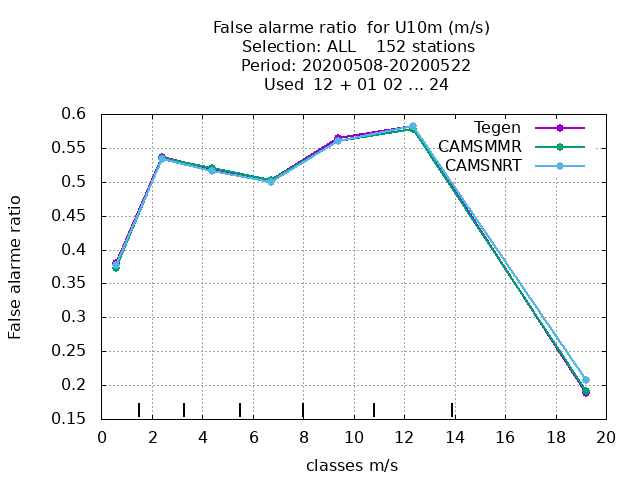 False alarme ratio  for U10m (m/s)
Selection: ALL    152 stations
Period: 20200508-20200522
Used  12 + 01 02 ... 24
0.6
0.55
0.5
0.45
0.4
0.35
0.3
0.25
0.2
0.15
False alarme ratio
Tegen
CAMSMMR
CAMSNRT
0 2 4 6 8 10 12 14 16 18 20
classes m/s